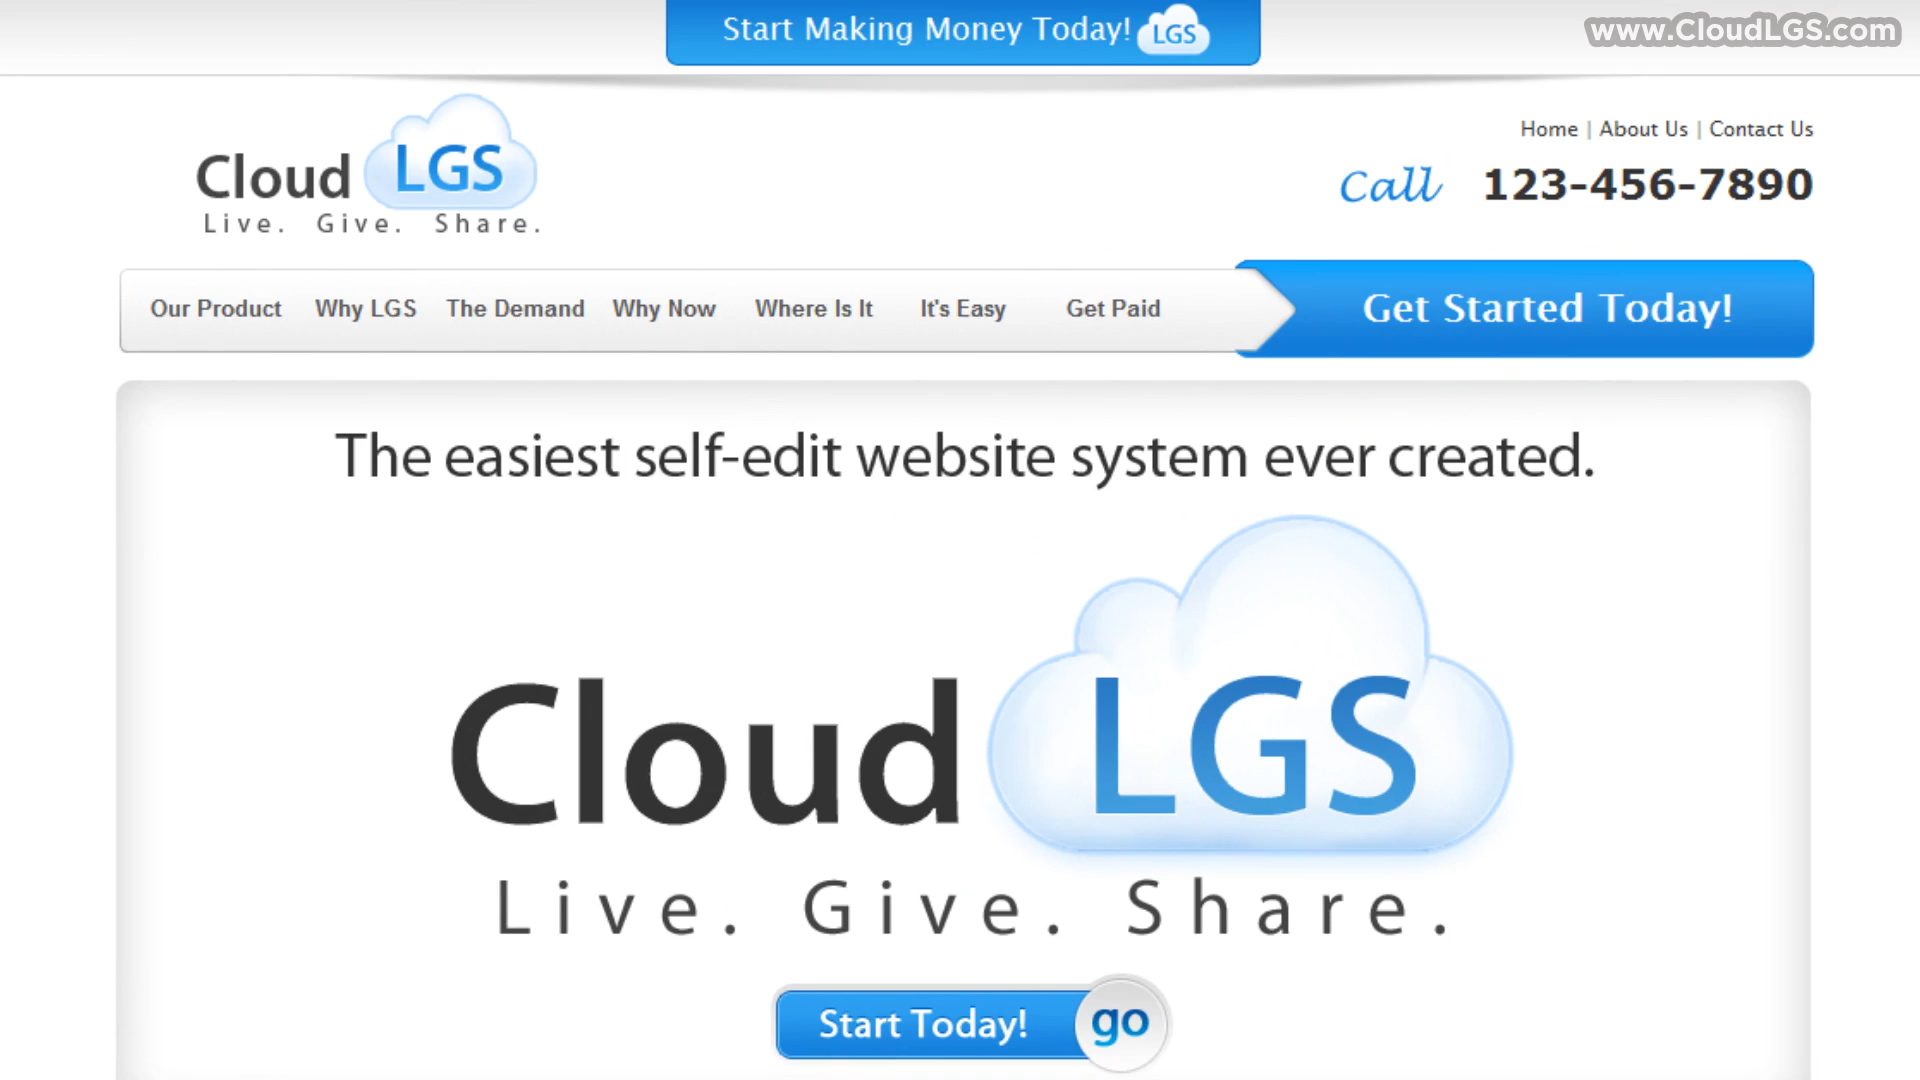 Start Making Money Today! LGS
www.CloudLGS.com
Home | About Us | Contact Us
Cloud LGS
Live. Give. Share.
Call 123-456-7890
Our Product Why LGS The Demand Why Now Where Is It It's Easy Get Paid Get Started Today!
The easiest self-edit website system ever created.
Cloud LGS
Live. Give. Share.
Start Today! go